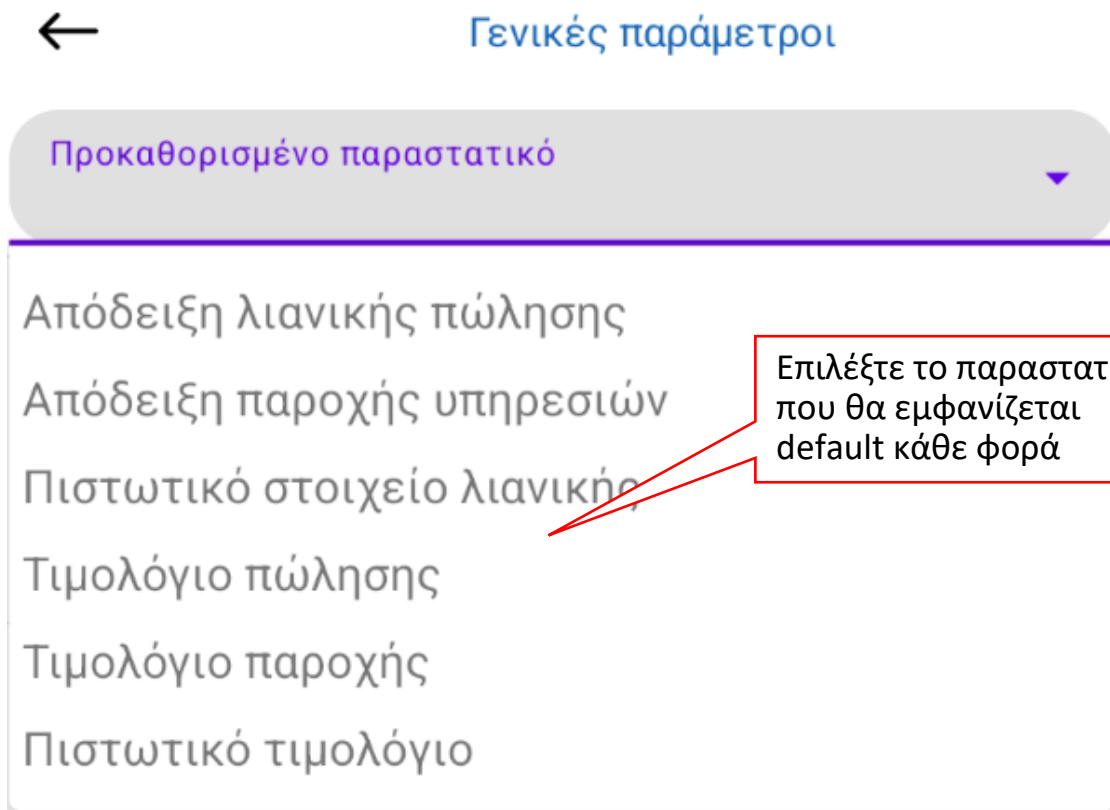 Γενικές παράμετροι
Προκαθορισμένο παραστατικό
Απόδειξη λιανικής πώλησης
Απόδειξη παροχής υπηρεσιών
Πιστωτικό στοιχείο λιανικής
Τιμολόγιο πώλησης
Τιμολόγιο παροχής
Πιστωτικό τιμολόγιο
Επιλέξτε το παραστατ
που θα εμφανίζεται
default κάθε φορά